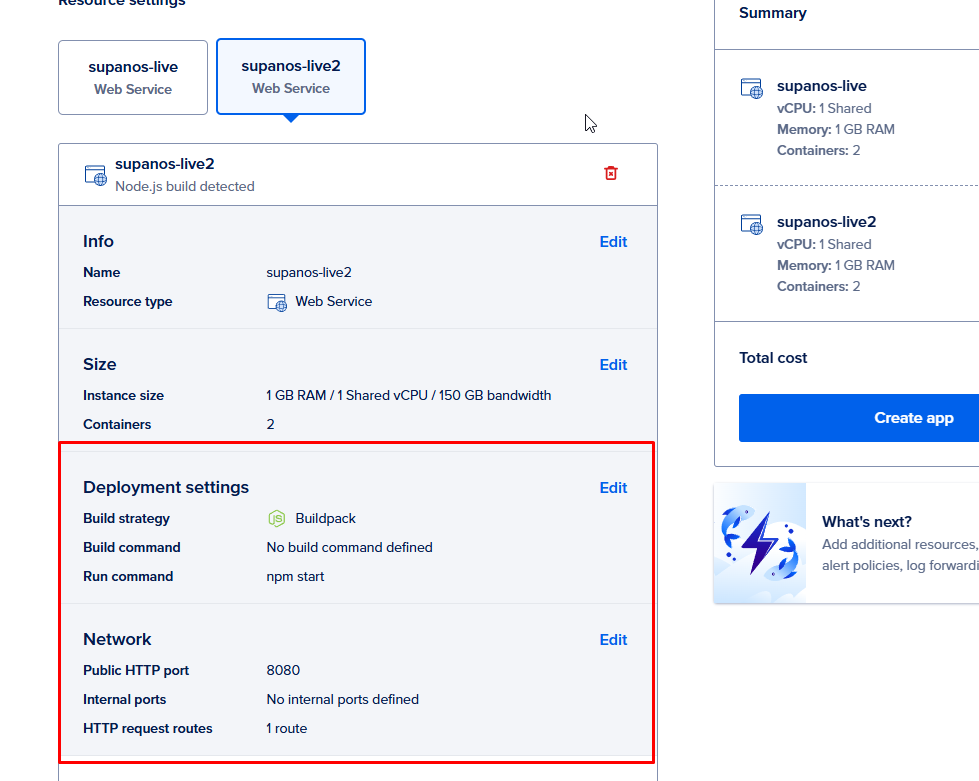 Resource settings
supanos-live
Web Service
supanos-live2
Web Service
supanos-live2
Node.js build detected
Info
Edit
Name
supanos-live2
Resource type
Web Service
Size
Edit
Instance size
1 GB RAM / 1 Shared vCPU / 150 GB bandwidth
Containers
2
Deployment settings
Edit
Build strategy
JS
Buildpack
Build command
No build command defined
Run command
npm start
Network
Edit
Public HTTP port
8080
Internal ports
No internal ports defined
HTTP request routes
1 route
Summary
supanos-live
vCPU: 1 Shared
Memory: 1 GB RAM
Containers: 2
supanos-live2
vCPU: 1 Shared
Memory: 1 GB RAM
Containers: 2
Total cost
Create app
What's next?
Add additional resources,
alert policies, log forwardi